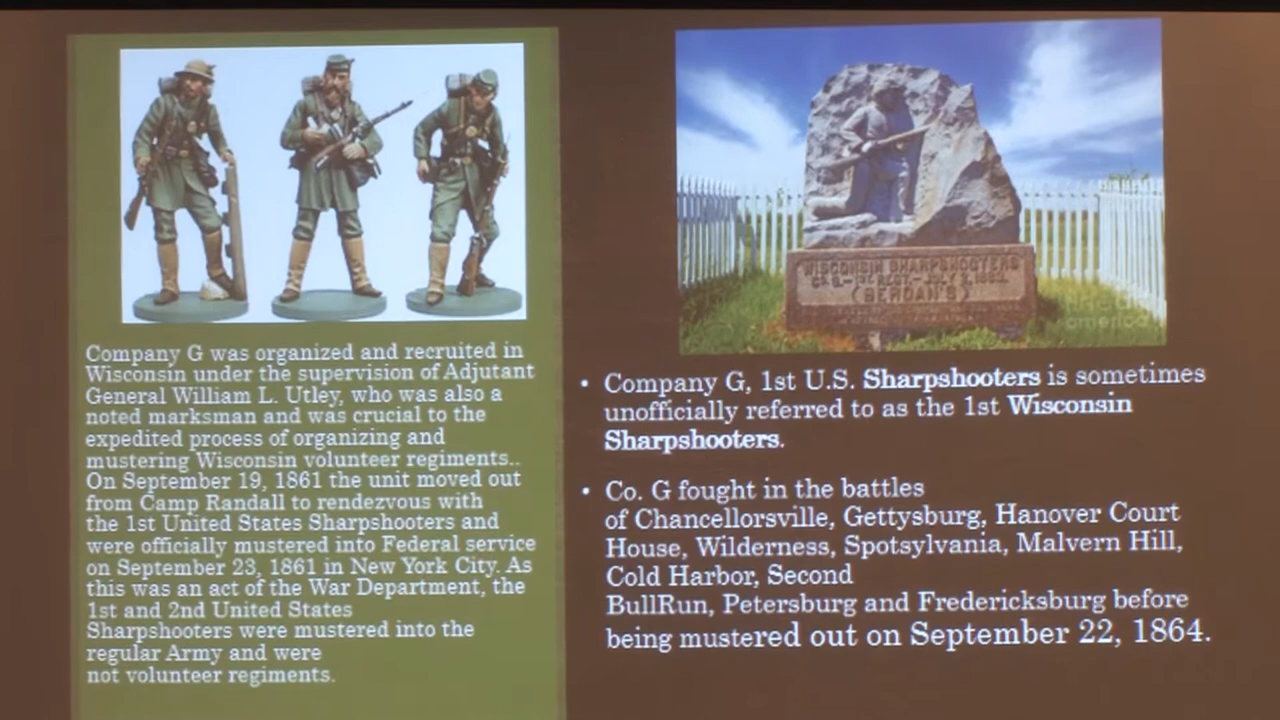 Company G was organized and recruited in
Wisconsin under the supervision of Adjutant
General William L. Utley, who was also a
noted marksman and was crucial to the
expedited process of organizing and
mustering Wisconsin volunteer regiments..
On September 19, 1861 the unit moved out
from Camp Randall to rendezvous with
the 1st United States Sharpshooters and
were officially mustered into Federal service
on September 23, 1861 in New York City. As
this was an act of the War Department, the
1st and 2nd United States
Sharpshooters were mustered into the
regular Army and were
not volunteer regiments.
WISCONSIN SHARPSHOOTERS
(BERDAN'S)
america
• Company G, 1st U.S. Sharpshooters is sometimes
unofficially referred to as the 1st Wisconsin
Sharpshooters.
• Co. G fought in the battles
of Chancellorsville, Gettysburg, Hanover Court
House, Wilderness, Spotsylvania, Malvern Hill,
Cold Harbor, Second
BullRun, Petersburg and Fredericksburg before
being mustered out on September 22, 1864.